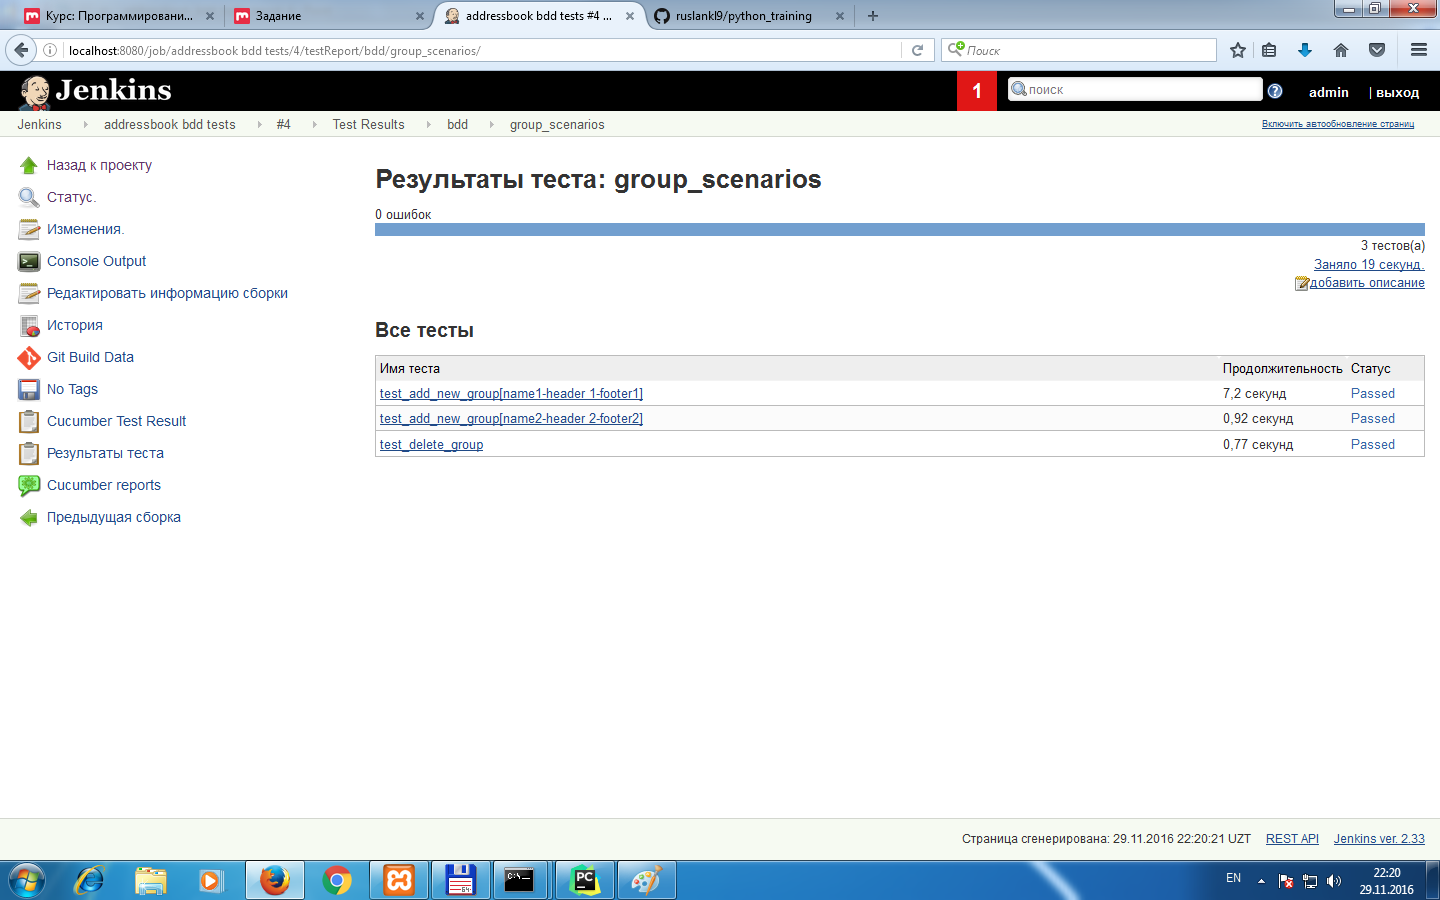 Курс: Программировани...
Задание
addressbook bdd tests #4 ...
ruslankl9/python_training
localhost:8080/job/addressbook bdd tests/4/testReport/bdd/group_scenarios/
Поиск
Jenkins
1
поиск
admin
| выход
Jenkins
addressbook bdd tests
#4
Test Results
bdd
group_scenarios
Включить автообновление страниц
Назад к проекту
Статус.
Изменения.
Console Output
Редактировать информацию сборки
История
Git Build Data
No Tags
Cucumber Test Result
Результаты теста
Cucumber reports
Предыдущая сборка
Результаты теста: group_scenarios
0 ошибок
3 тестов(а)
Заняло 19 секунд.
добавить описание
Все тесты
Имя теста Продолжительность Статус
test_add_new_group[name1-header 1-footer1] 7,2 секунд Passed
test_add_new_group[name2-header 2-footer2] 0,92 секунд Passed
test_delete_group 0,77 секунд Passed
Страница сгенерирована: 29.11.2016 22:20:21 UZT
REST API
Jenkins ver. 2.33
64
C:\
PC
EN
22:20
29.11.2016